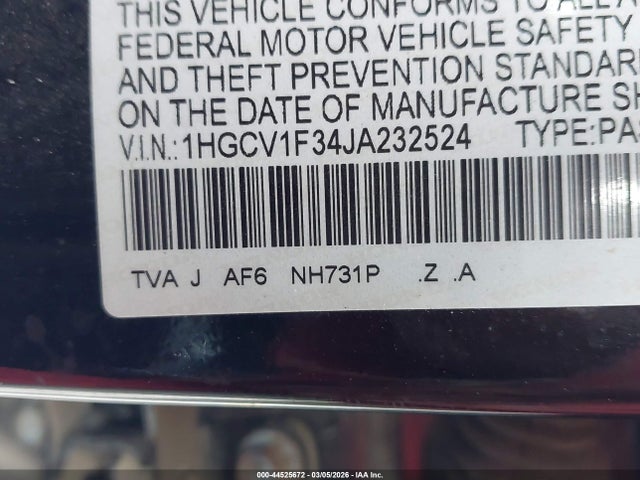 THIS VEHICLE CONFORMS TO ALL
FEDERAL MOTOR VEHICLE SAFETY
AND THEFT PREVENTION STANDAR
ON THE DATE OF MANUFACTURE SH
V.I.N.:1HGCV1F34JA232524 TYPE:PAS
TVA J AF6 NH731P .Z .A
000-44525672 | 03/05/2026 | IAA Inc.